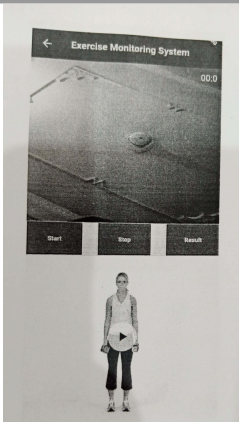 ← Exercise Monitoring System
00:0
Start Stop Result